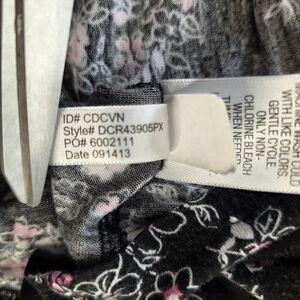 ID# CDCVN
Style# DCR43905PX
PO# 6002111
Date 091413
MACHINE WASH COLD
WITH LIKE COLORS.
GENTLE CYCLE.
ONLY NON-
CHLORINE BLEACH
WHEN NEEDED.